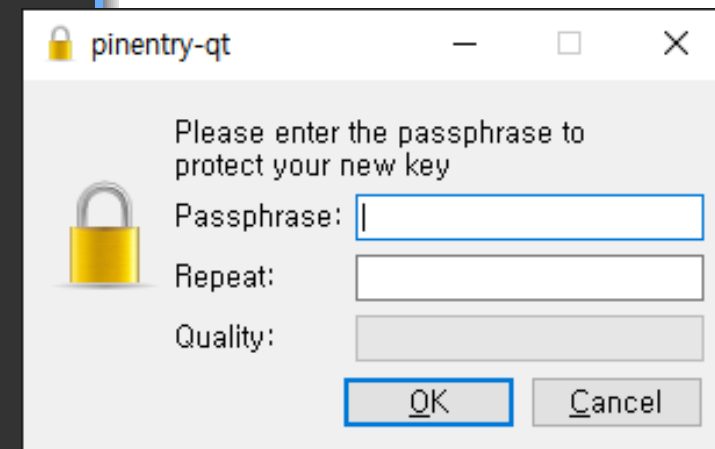 pinentry-qt
Please enter the passphrase to
protect your new key
Passphrase:
Repeat:
Quality:
OK
Cancel